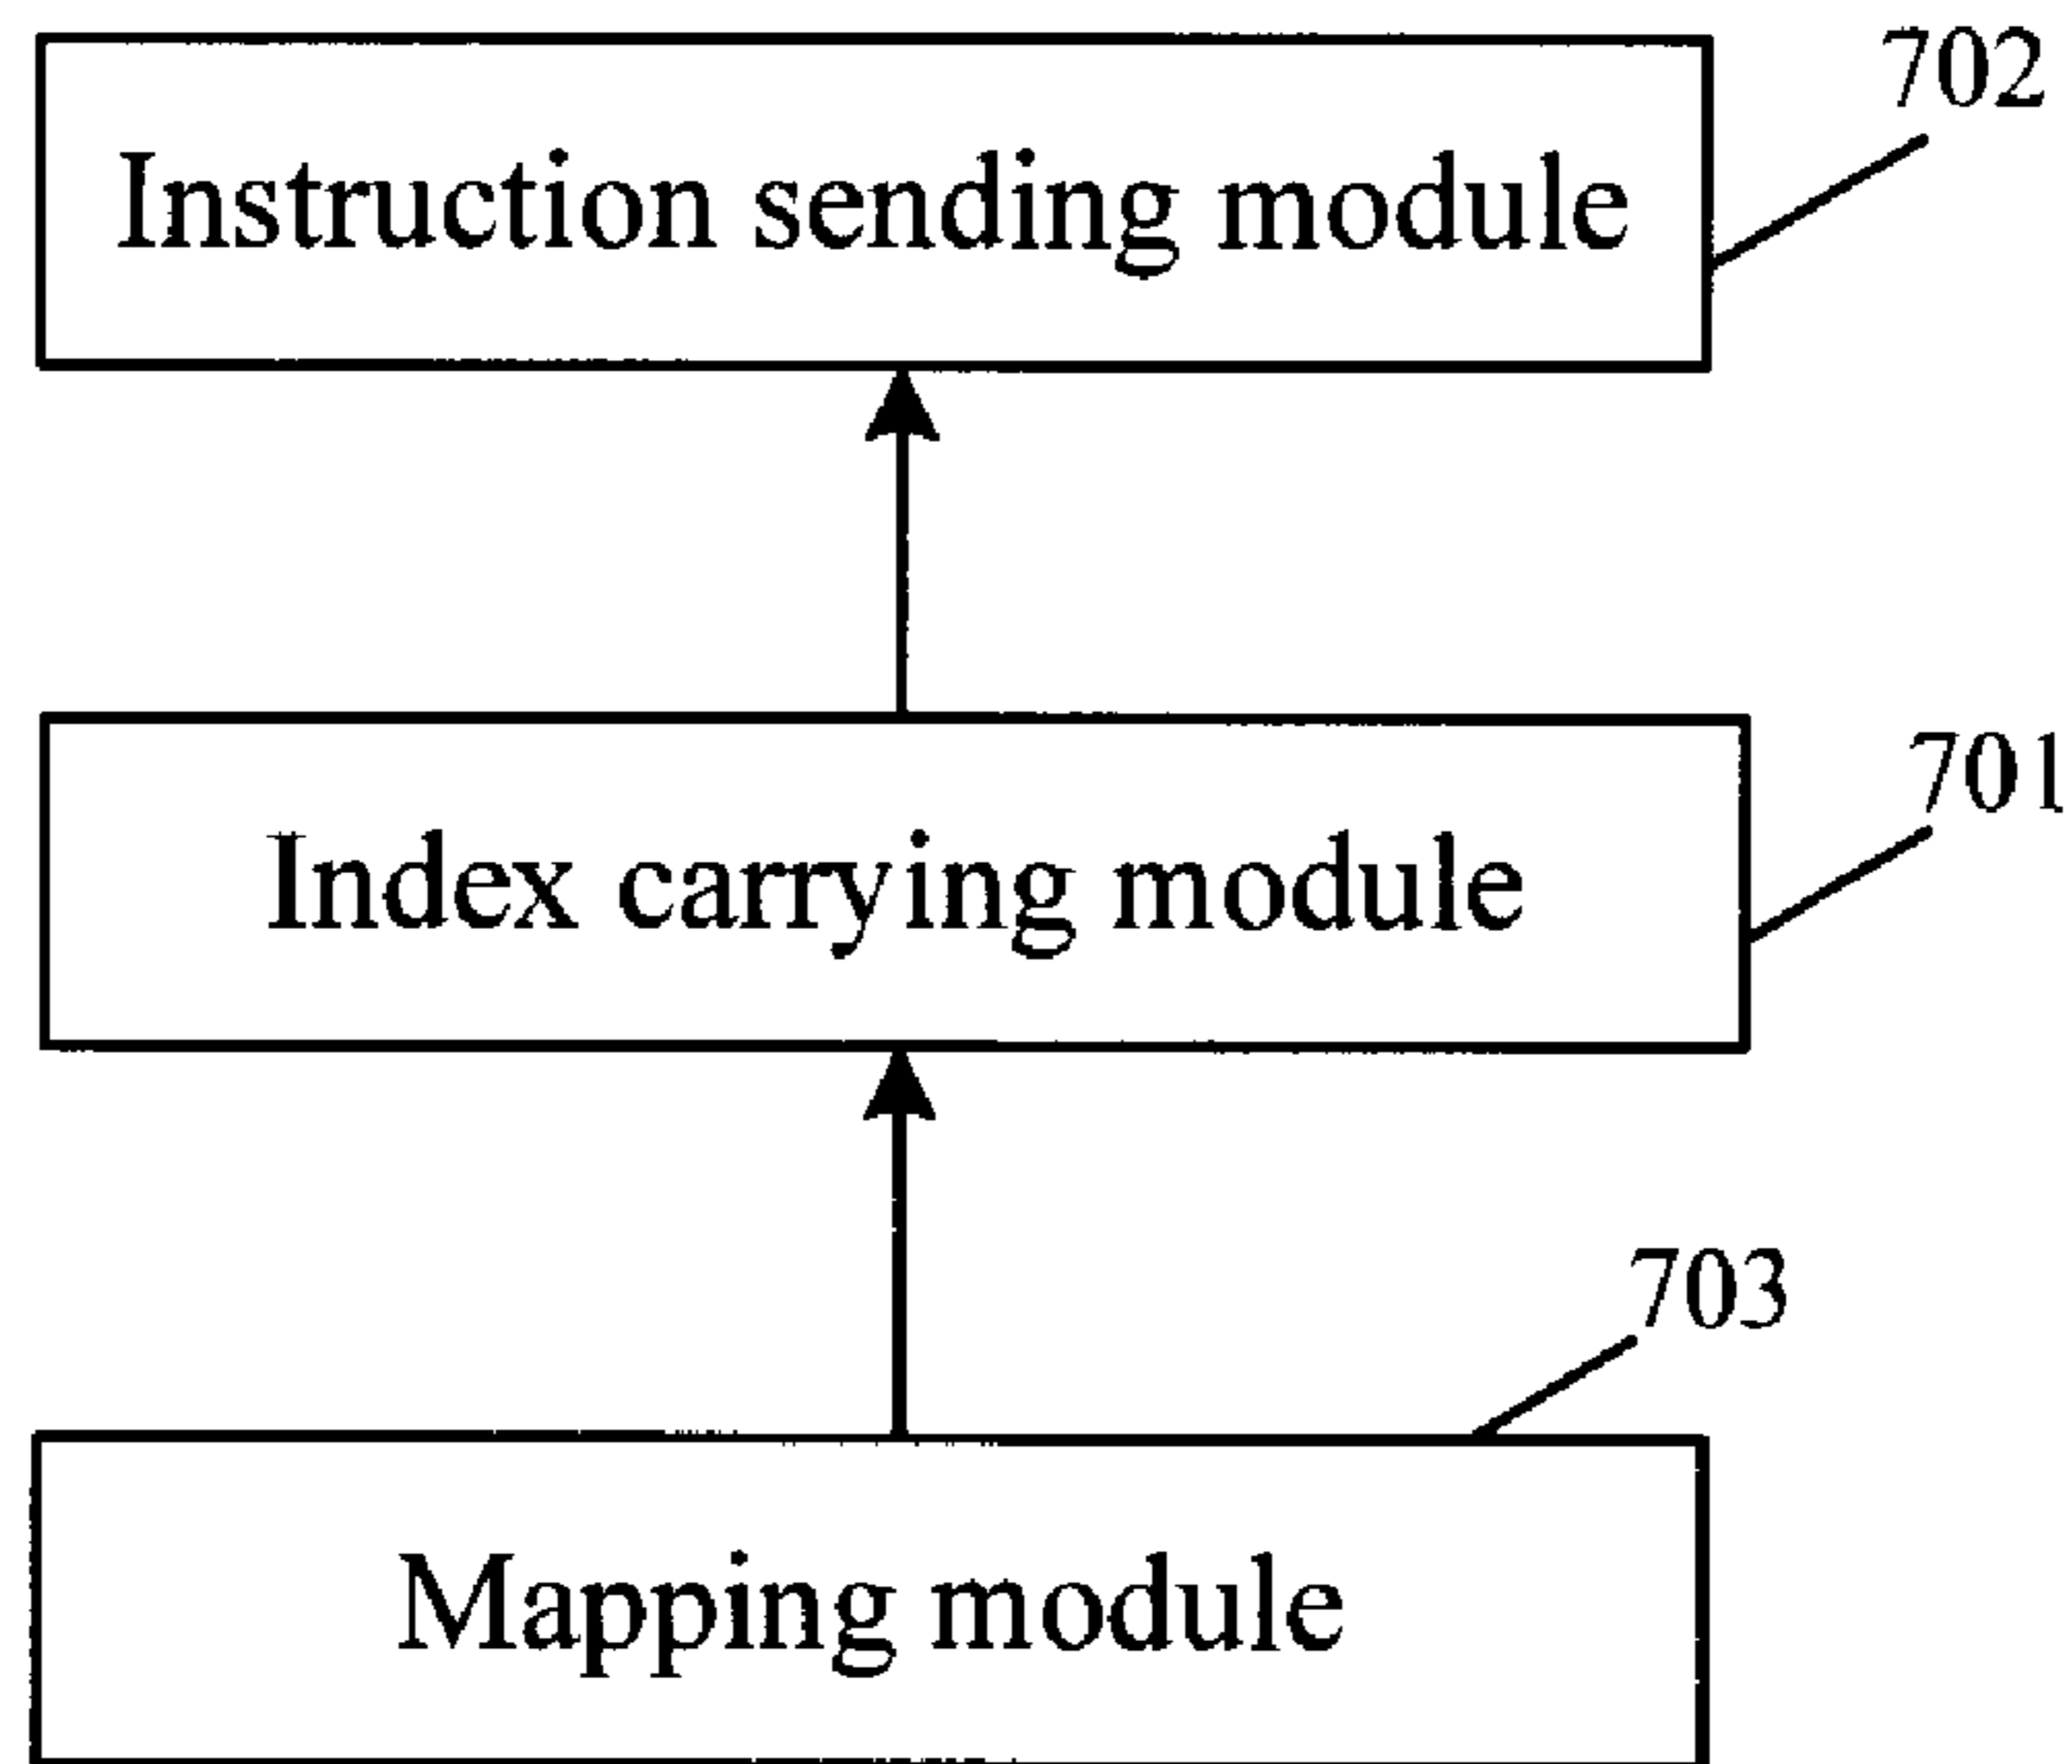 702
Instruction sending module
701
Index carrying module
703
Mapping module